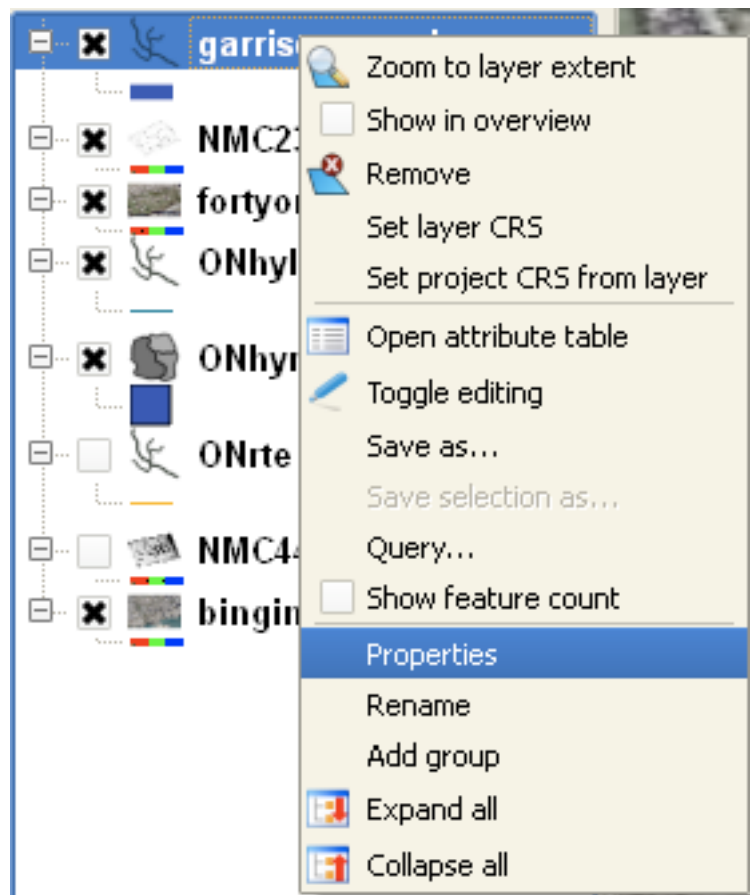 garris
NMC2
fortyo
ONhyl
ONhyr
ONrte
NMC4
bingin
Zoom to layer extent
Show in overview
Remove
Set layer CRS
Set project CRS from layer
Open attribute table
Toggle editing
Save as...
Save selection as...
Query...
Show feature count
Properties
Rename
Add group
Expand all
Collapse all